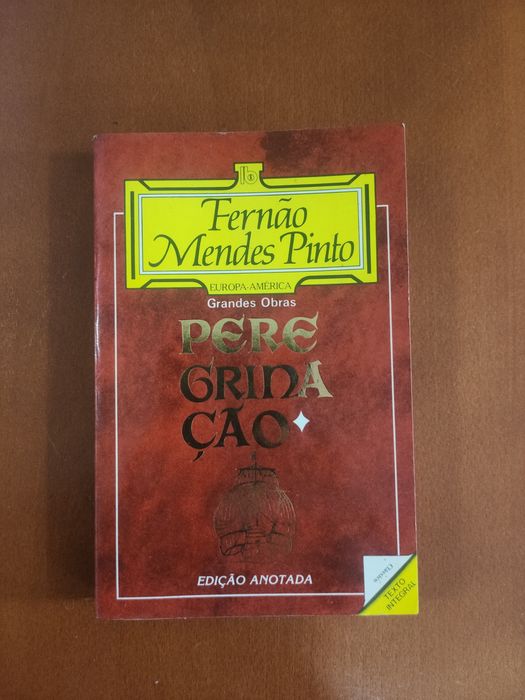 Fernão
Mendes Pinto
EUROPA-AMÉRICA
Grandes Obras
PERE
GRINA
ÇÃO
EDIÇÃO ANOTADA
TEXTO
INTEGRAL